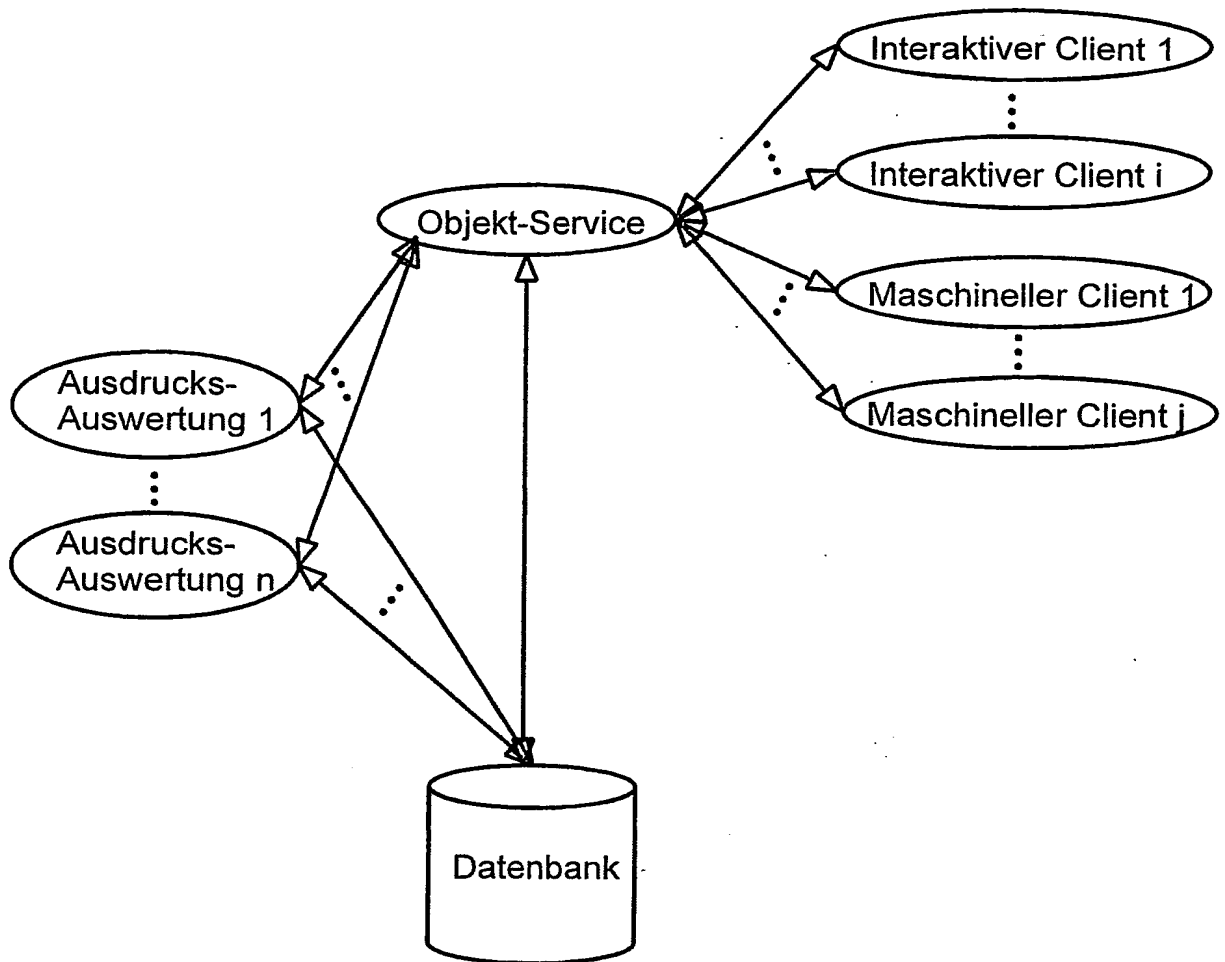 Interaktiver Client 1
Interaktiver Client i
Objekt-Service
Maschineller Client 1
Maschineller Client j
Ausdrucks-
Auswertung 1
Ausdrucks-
Auswertung n
Datenbank